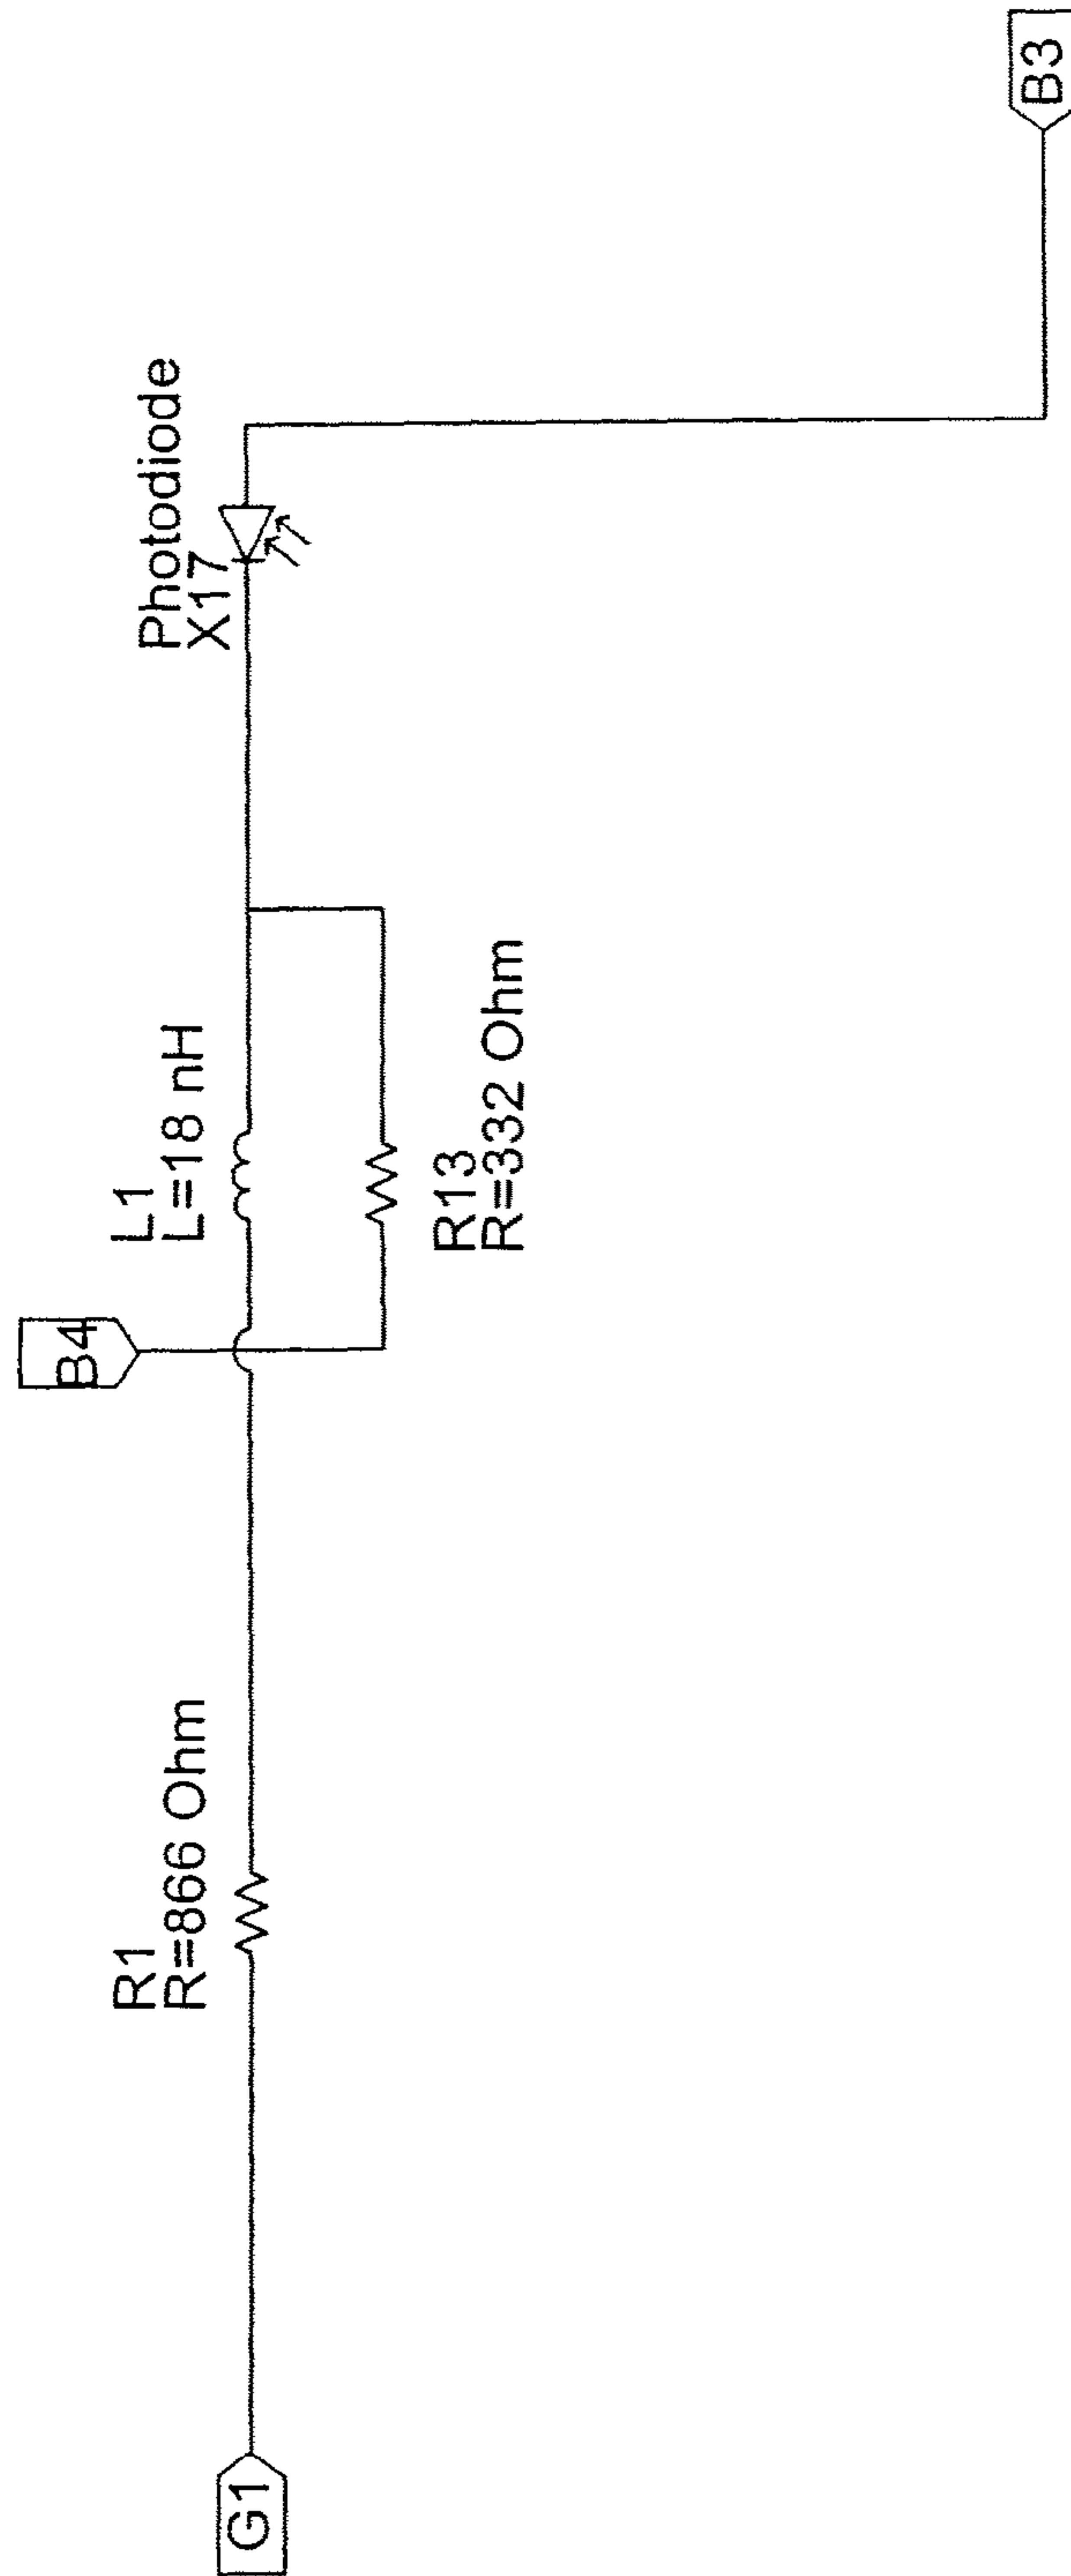 G1
R1
R=866 Ohm
B4
L1
L=18 nH
R13
R=332 Ohm
Photodiode
X17
B3